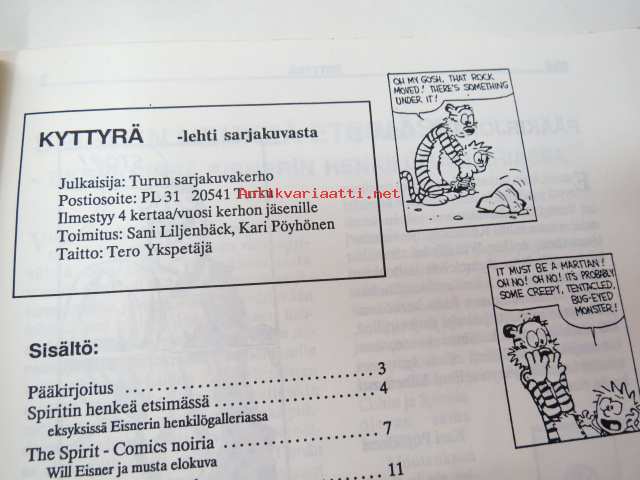 KYTTYRÄ -lehti sarjakuvasta
Julkaisija: Turun sarjakuvakerho
Postiosoite: PL 31 20541 Turku
Ilmestyy 4 kertaa/vuosi kerhon jäsenille
Toimitus: Sani Liljenbäck, Kari Pöyhönen
Taitto: Tero Ykspetäjä
Antikvariaatti.net
Sisältö:
Pääkirjoitus ........................ 3
Spiritin henkeä etsimässä ................ 4
eksyksissä Eisnerin henkilögalleriassa
The Spirit - Comics noiria ............... 7
Will Eisner ja musta elokuva
11
OH MY GOSH, THAT ROCK
MOVED! THERE'S SOMETHING
UNDER IT!
IT MUST BE A MARTIAN!
OH NO! OH NO! IT'S PROBABLY
SOME CREEPY, TENTACLED,
BUG-EYED
MONSTER!